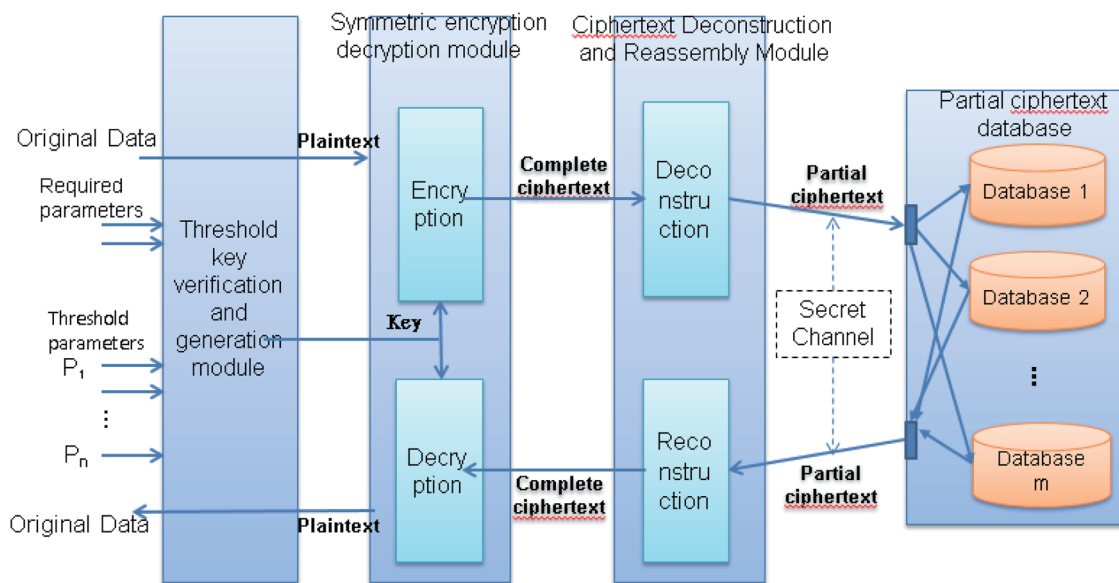 Symmetric encryption
decryption module
Ciphertext Deconstruction
and Reassembly Module
Partial ciphertext
database
Original Data
Plaintext
Required
parameters
Threshold
key
verification
and
generation
module
Encry
ption
Complete
ciphertext
Deco
nstru
ction
Partial
ciphertext
Database 1
Database 2
⋮
Database
m
Secret
Channel
Threshold
parameters
P₁
⋮
Pₙ
Key
Decry
ption
Complete
ciphertext
Reco
nstru
ction
Partial
ciphertext
Original Data
Plaintext